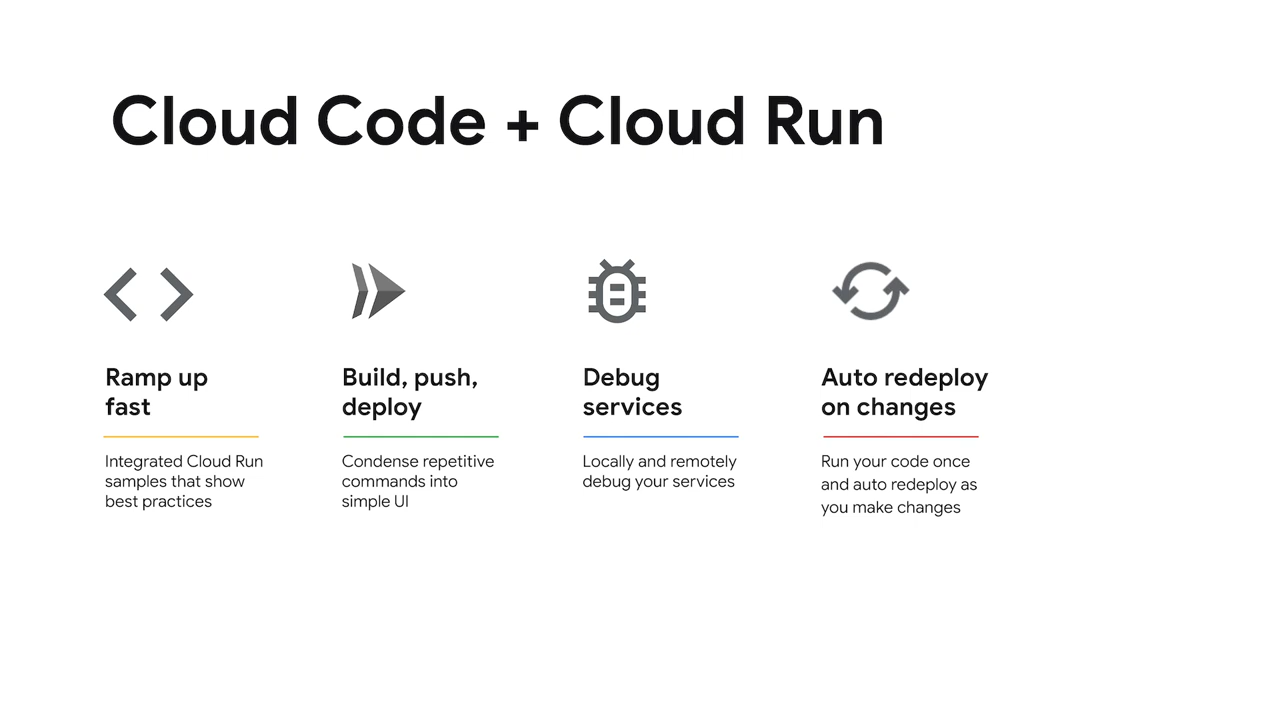 Cloud Code + Cloud Run
Ramp up
fast
Integrated Cloud Run
samples that show
best practices
Build, push,
deploy
Condense repetitive
commands into
simple UI
Debug
services
Locally and remotely
debug your services
Auto redeploy
on changes
Run your code once
and auto redeploy as
you make changes